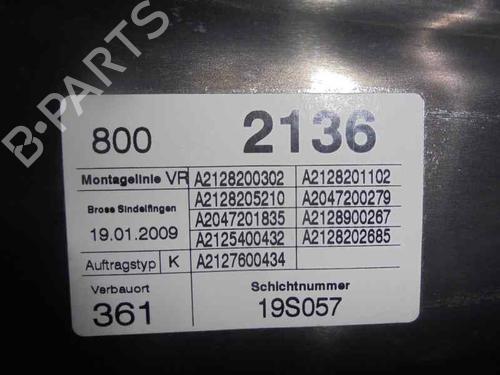 B-PARTS
800 2136
Montagelinie VR A2128200302 A2128201102
A2128205210 A2047200279
Brose Sindelfingen
A2047201835 A2128900267
19.01.2009 A2125400432 A2128202685
Auftragstyp K A2127600434
Verbauort Schichtnummer
361 19S057